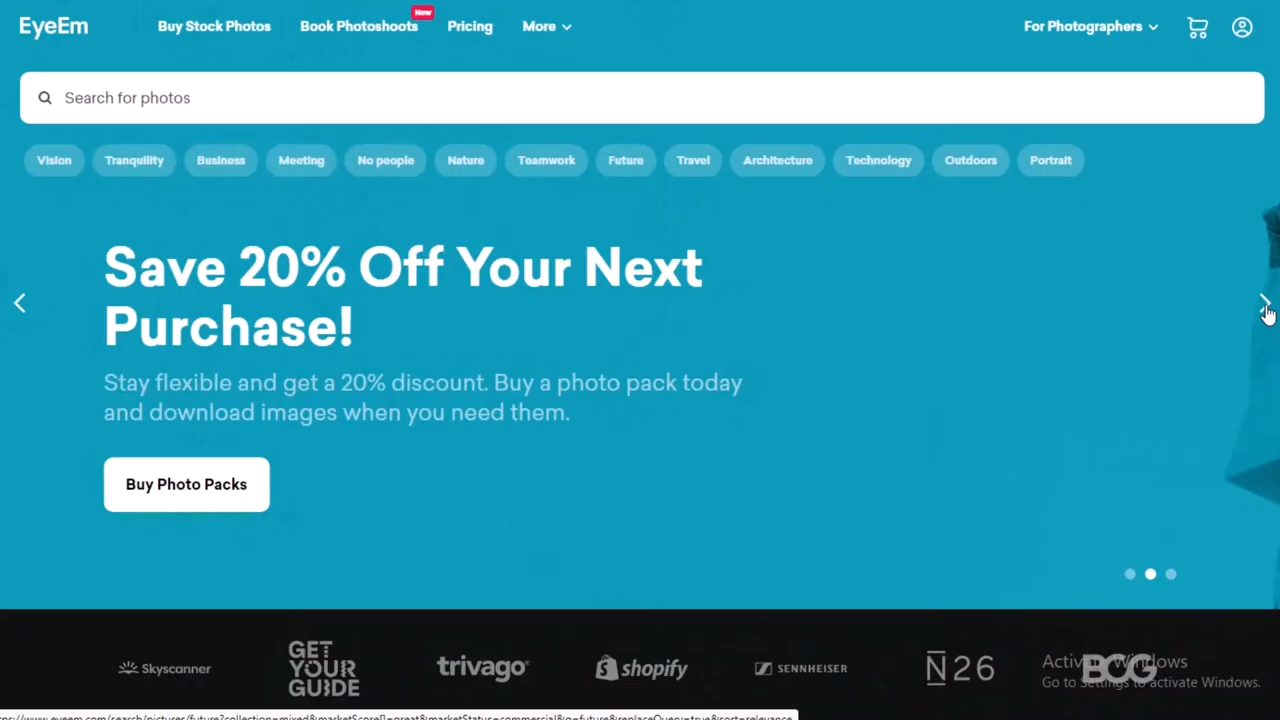 EyeEm
Buy Stock Photos
Book Photoshoots
New
Pricing
More
For Photographers
Search for photos
Vision
Tranquility
Business
Meeting
No people
Nature
Teamwork
Future
Travel
Architecture
Technology
Outdoors
Portrait
Save 20% Off Your Next
Purchase!
Stay flexible and get a 20% discount. Buy a photo pack today
and download images when you need them.
Buy Photo Packs
Skyscanner
GET
YOUR
GUIDE
trivago
shopify
SENNHEISER
N26
BCG
Activate Windows
Go to Settings to activate Windows.